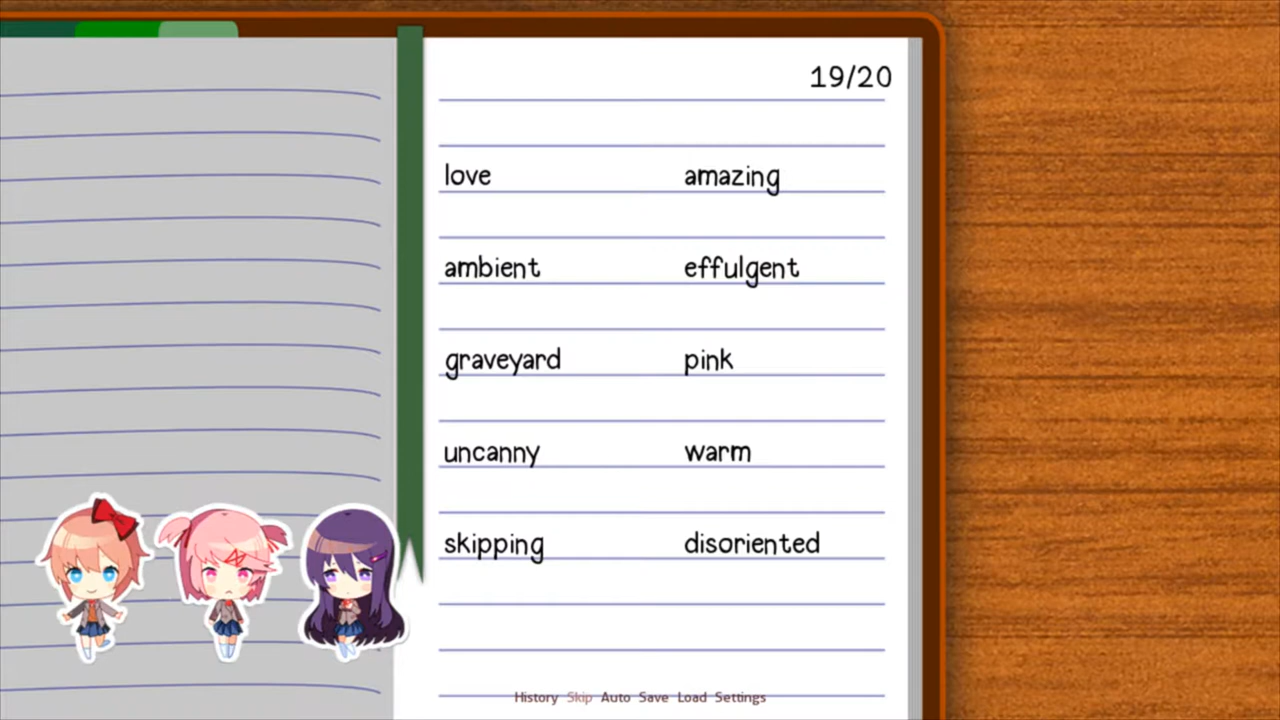 19/20
love amazing
ambient effulgent
graveyard pink
uncanny warm
skipping disoriented
History Skip Auto Save Load Settings